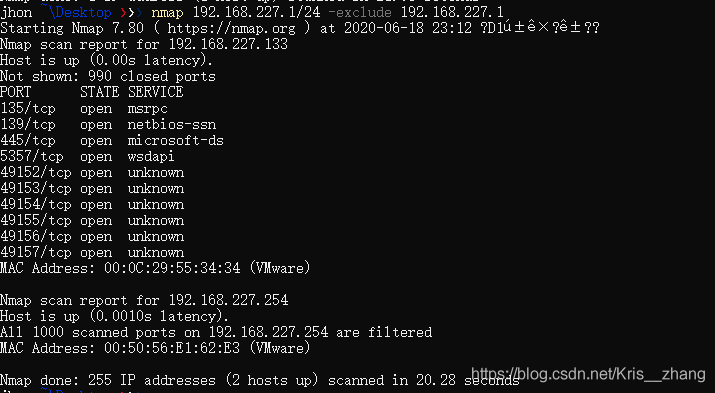 jhon ~\Desktop ❯❯❯ nmap 192.168.227.1/24 -exclude 192.168.227.1
Starting Nmap 7.80 ( https://nmap.org ) at 2020-06-18 23:12 ?D1ú±ê×?ê±??
Nmap scan report for 192.168.227.133
Host is up (0.00s latency).
Not shown: 990 closed ports
PORT      STATE SERVICE
135/tcp   open  msrpc
139/tcp   open  netbios-ssn
445/tcp   open  microsoft-ds
5357/tcp  open  wsdapi
49152/tcp open  unknown
49153/tcp open  unknown
49154/tcp open  unknown
49155/tcp open  unknown
49156/tcp open  unknown
49157/tcp open  unknown
MAC Address: 00:0C:29:55:34:34 (VMware)
Nmap scan report for 192.168.227.254
Host is up (0.0010s latency).
All 1000 scanned ports on 192.168.227.254 are filtered
MAC Address: 00:50:56:E1:62:E3 (VMware)
Nmap done: 255 IP addresses (2 hosts up) scanned in 20.28 seconds
https://blog.csdn.net/Kris__zhang